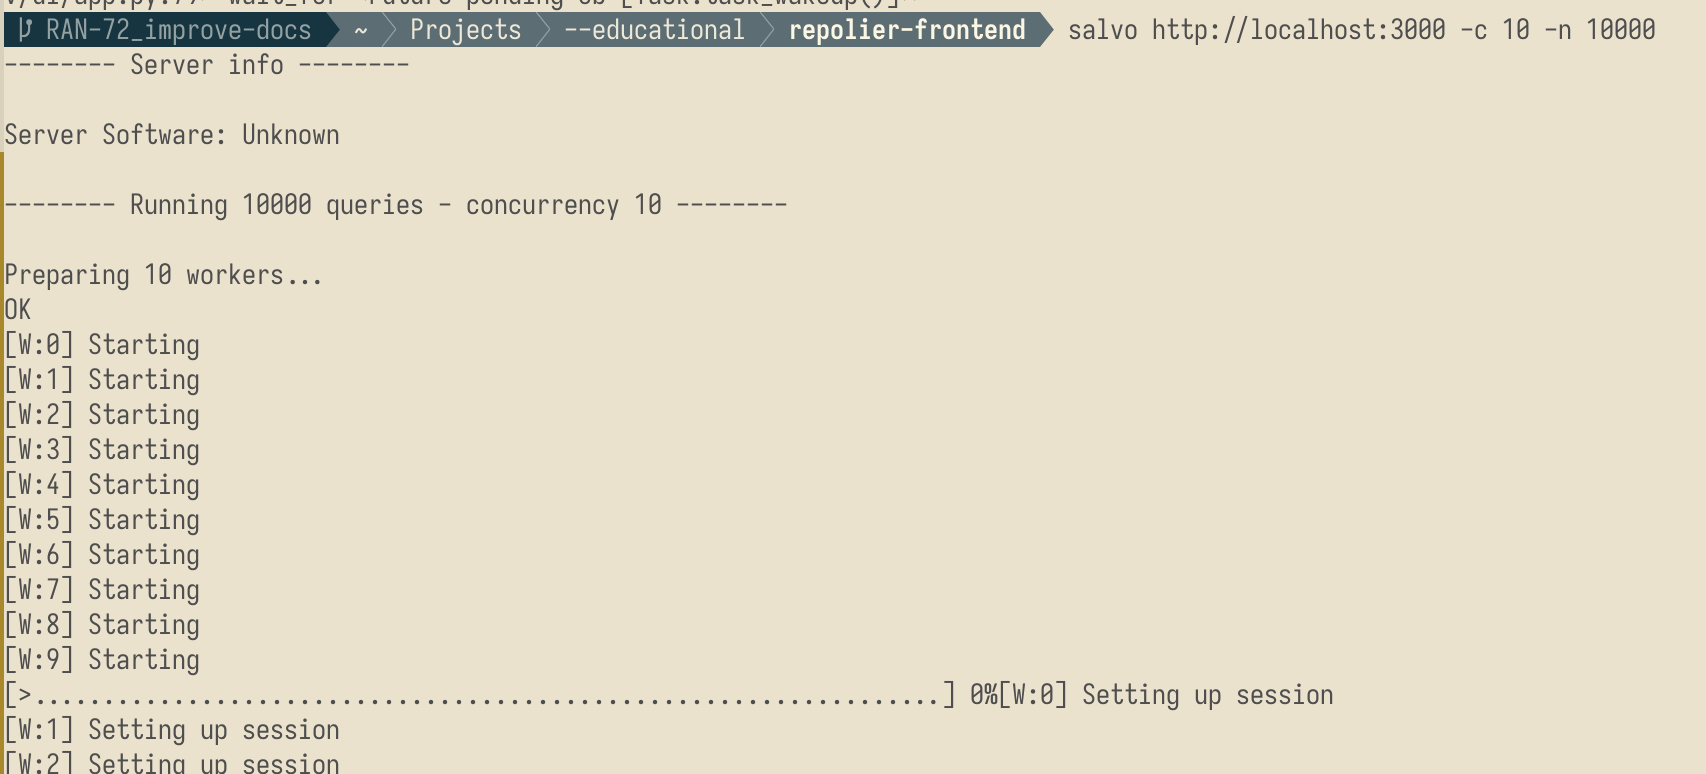 RAN-72_improve-docs ~ Projects --educational repolier-frontend salvo http://localhost:3000 -c 10 -n 10000
-------- Server info --------
Server Software: Unknown
-------- Running 10000 queries - concurrency 10 --------
Preparing 10 workers...
OK
[W:0] Starting
[W:1] Starting
[W:2] Starting
[W:3] Starting
[W:4] Starting
[W:5] Starting
[W:6] Starting
[W:7] Starting
[W:8] Starting
[W:9] Starting
[>.................................................................] 0%[W:0] Setting up session
[W:1] Setting up session
[W:2] Setting up session